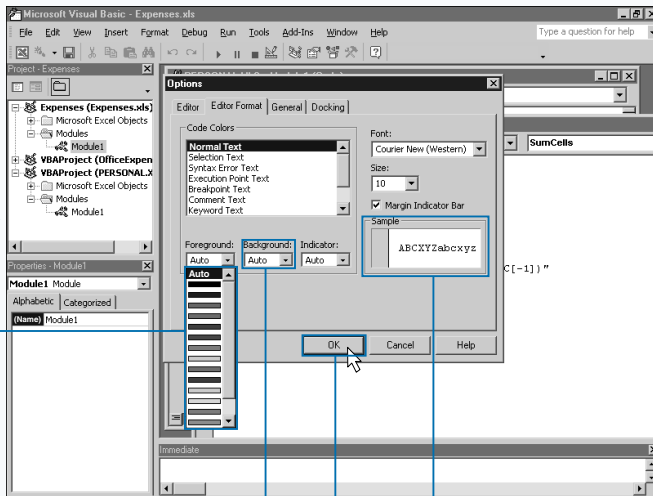 Microsoft Visual Basic - Expenses.xls
File Edit View Insert Format Debug Run Tools Add-Ins Window Help
Type a question for help
Project - Expenses
Expenses (Expenses.xls)
Microsoft Excel Objects
Modules
Module1
VBAProject (OfficeExpen
VBAProject (PERSONAL.X
Microsoft Excel Objects
Modules
Module1
Properties - Module1
Module1 Module
Alphabetic Categorized
(Name) Module1
Options
Editor Editor Format General Docking
Code Colors
Normal Text
Selection Text
Syntax Error Text
Execution Point Text
Breakpoint Text
Comment Text
Keyword Text
Foreground: Background: Indicator:
Auto Auto Auto
Auto
Font:
Courier New (Western)
Size:
10
Margin Indicator Bar
Sample
ABCXYZabcxyz
OK Cancel Help
SumCells
C[-1])"
Immediate